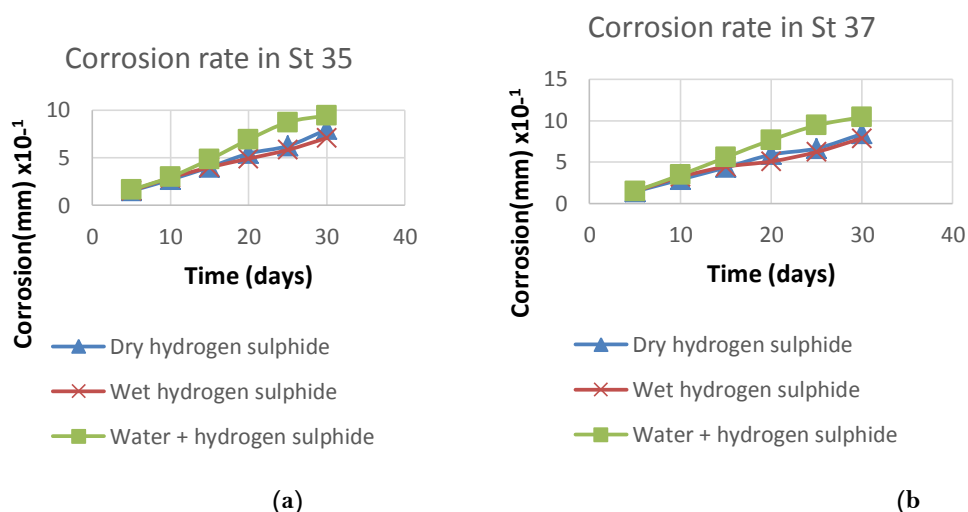 Corrosion rate in St 35
Corrosion(mm) x10-1
10
5
0
0 10 20 30 40
Time (days)
Dry hydrogen sulphide
Wet hydrogen sulphide
Water + hydrogen sulphide
(a)
Corrosion rate in St 37
Corrosion(mm) x10-1
15
10
5
0
0 10 20 30 40
Time (days)
Dry hydrogen sulphide
Wet hydrogen sulphide
Water + hydrogen sulphide
(b